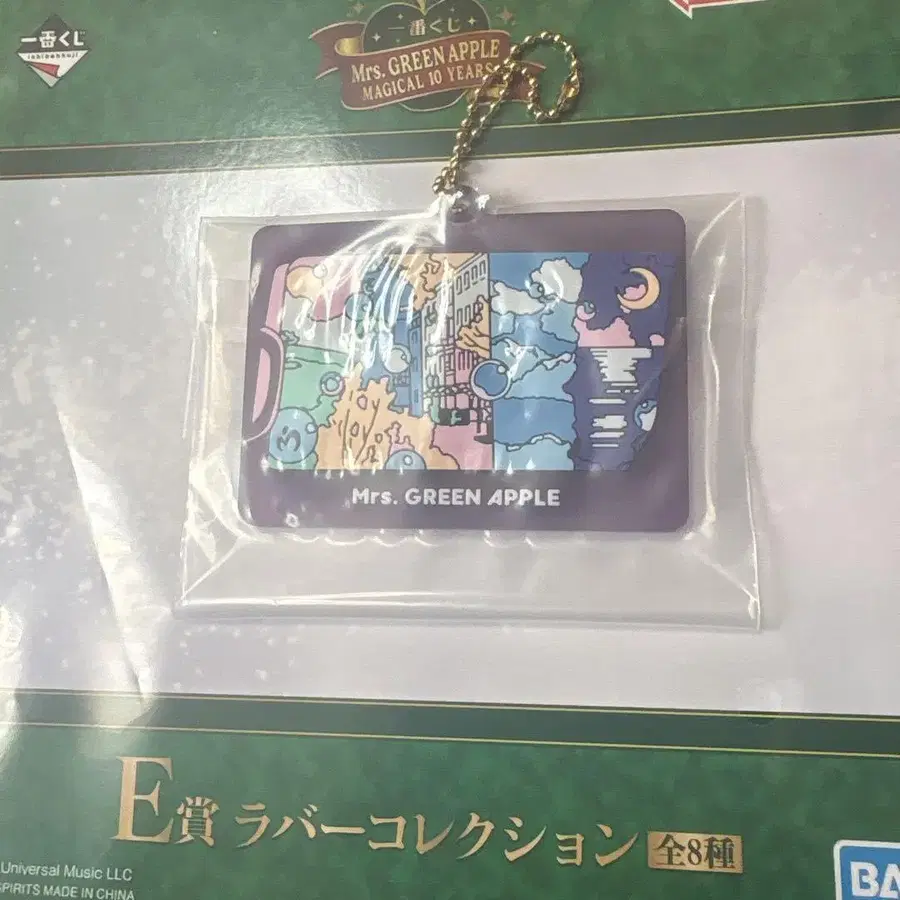 一番くじ
ichibankuji
一番くじ
Mrs. GREEN APPLE
MAGICAL 10 YEARS
Mrs. GREEN APPLE
E賞 ラバーコレクション 全8種
Universal Music LLC
SPIRITS MADE IN CHINA
BA